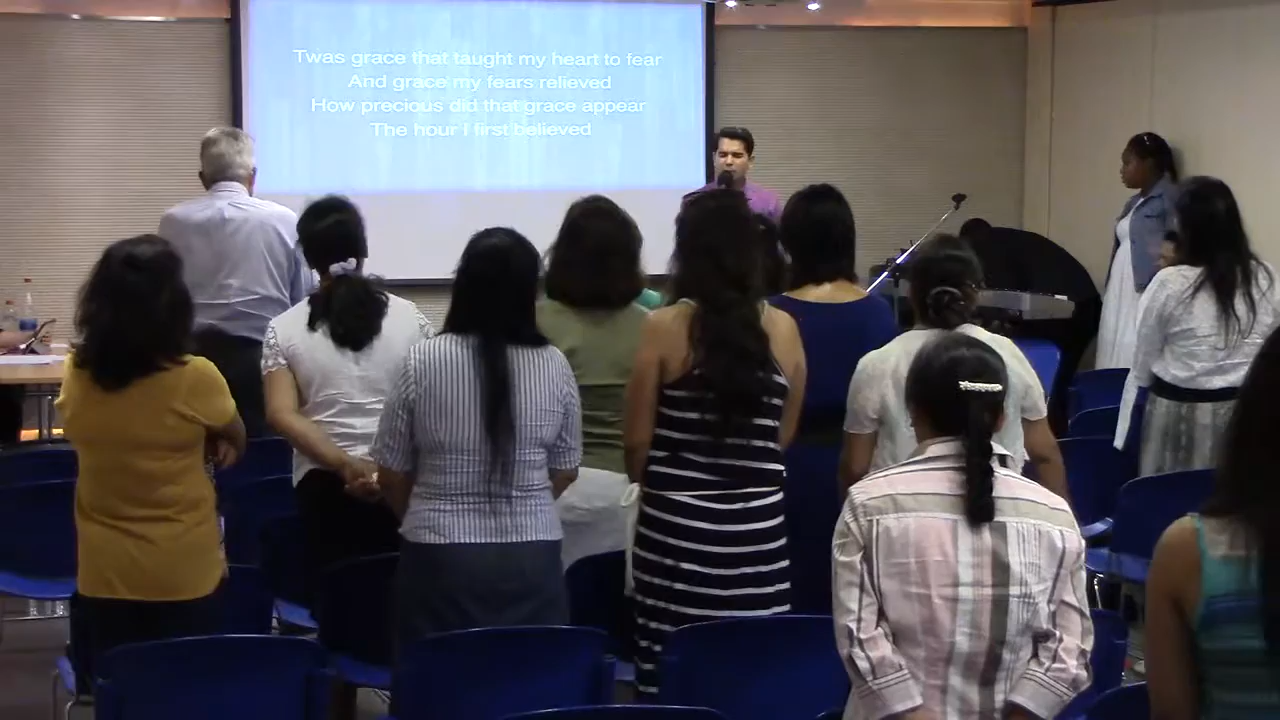 Twas grace that taught my heart to fear
And grace my fears relieved
How precious did that grace appear
The hour I first believed